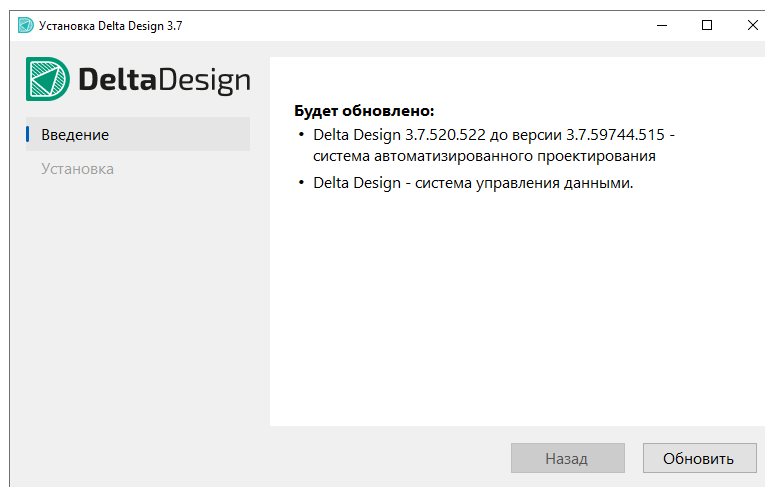 Установка Delta Design 3.7
DeltaDesign
Введение
Установка
Будет обновлено:
• Delta Design 3.7.520.522 до версии 3.7.59744.515 -
система автоматизированного проектирования
• Delta Design - система управления данными.
Назад
Обновить